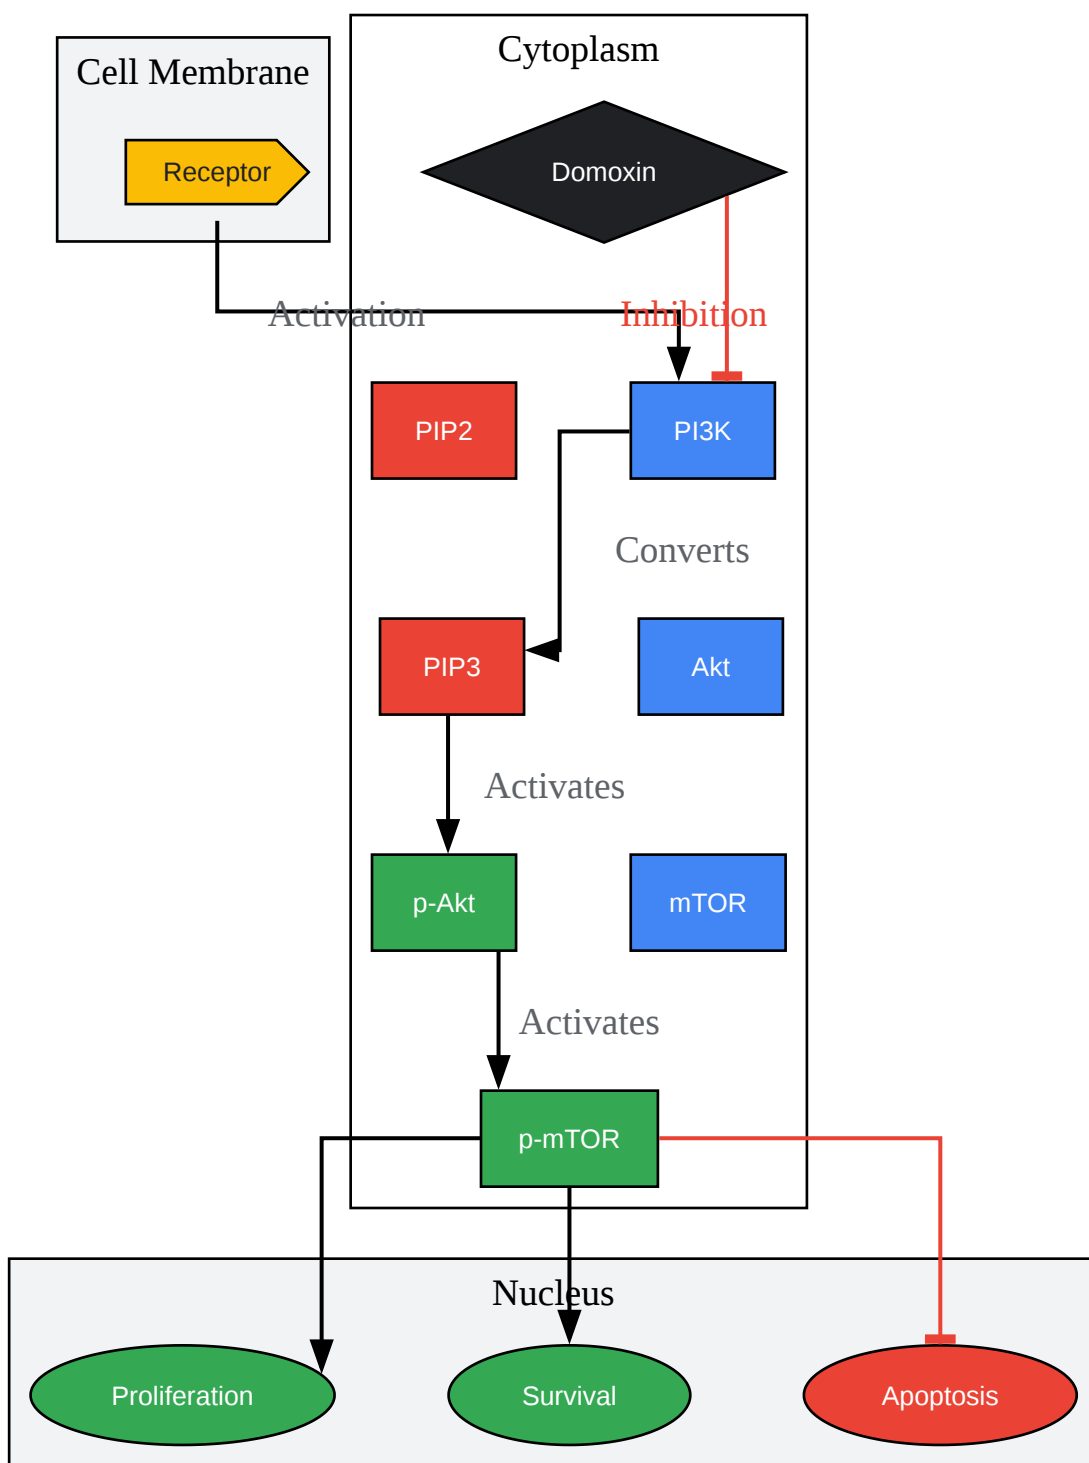 Cytoplasm
Cell Membrane
Receptor
Domoxin
Activation
Inhibition
PIP2
PI3K
Converts
PIP3
Akt
Activates
p-Akt
mTOR
Activates
p-mTOR
Nucleus
Proliferation
Survival
Apoptosis